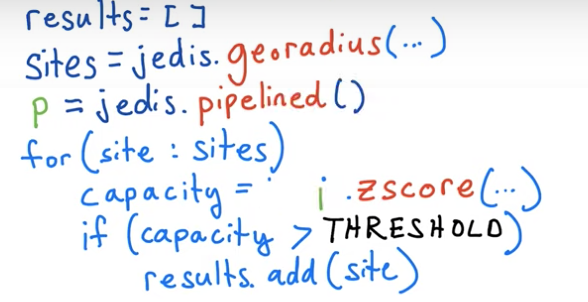 results = [ ]
sites = jedis.georadius(...)
p = jedis.pipelined()
for (site : sites)
capacity = .zscore(...)
if (capacity > THRESHOLD)
results.add(site)